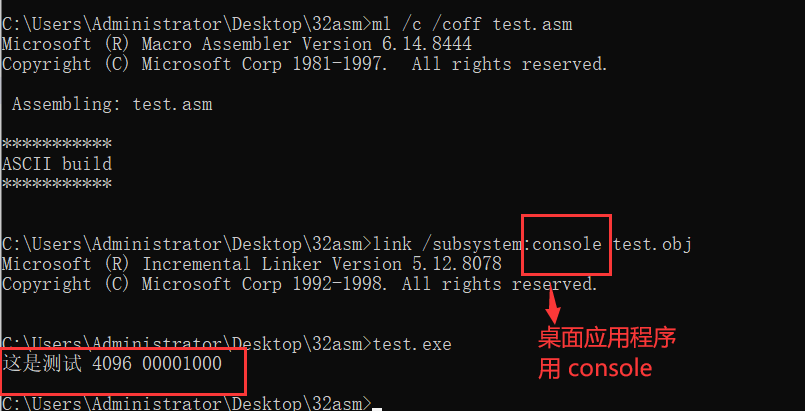 C:\Users\Administrator\Desktop\32asm>ml /c /coff test.asm
Microsoft (R) Macro Assembler Version 6.14.8444
Copyright (C) Microsoft Corp 1981-1997.  All rights reserved.
Assembling: test.asm
***********
ASCII build
***********
C:\Users\Administrator\Desktop\32asm>link /subsystem:console test.obj
Microsoft (R) Incremental Linker Version 5.12.8078
Copyright (C) Microsoft Corp 1992-1998. All rights reserved.
桌面应用程序
用 console
C:\Users\Administrator\Desktop\32asm>test.exe
这是测试 4096 00001000
C:\Users\Administrator\Desktop\32asm>